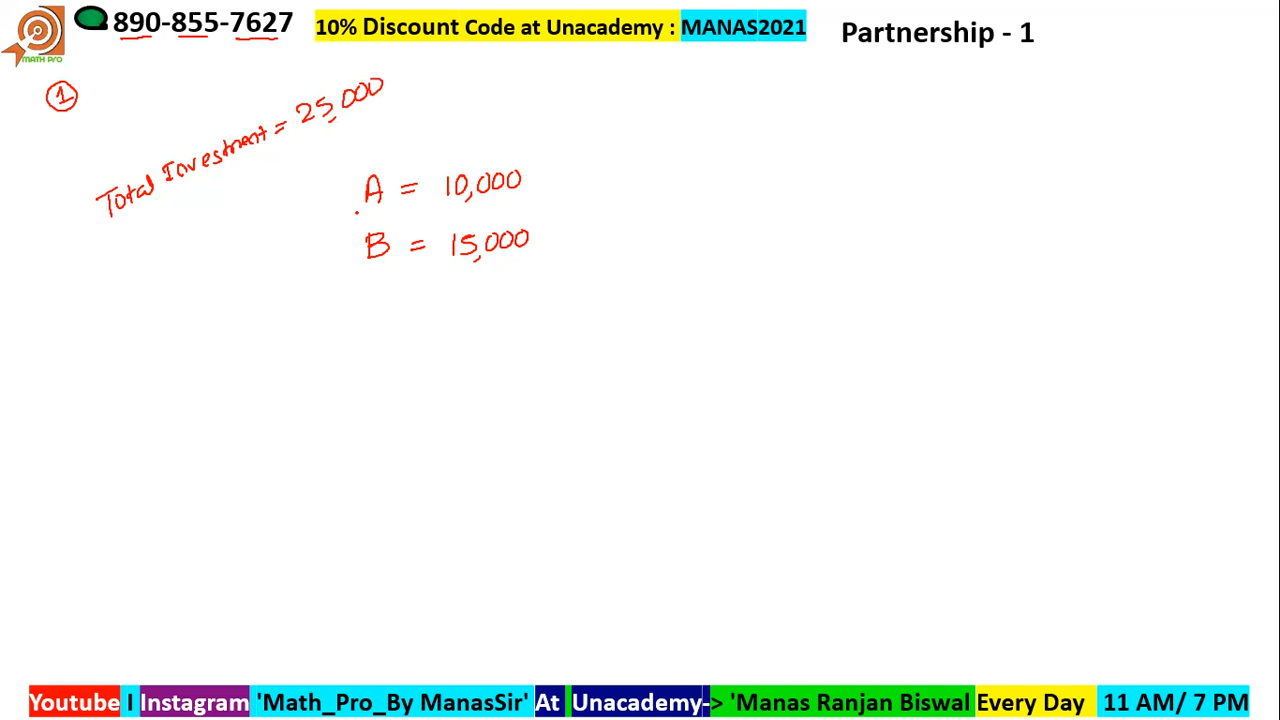 890-855-7627 10% Discount Code at Unacademy : MANAS2021 Partnership - 1
MATH PRO
1
Total Investment = 25,000
A = 10,000
B = 15,000
Youtube I Instagram 'Math_Pro_By ManasSir' At Unacademy-> 'Manas Ranjan Biswal Every Day 11 AM/ 7 PM